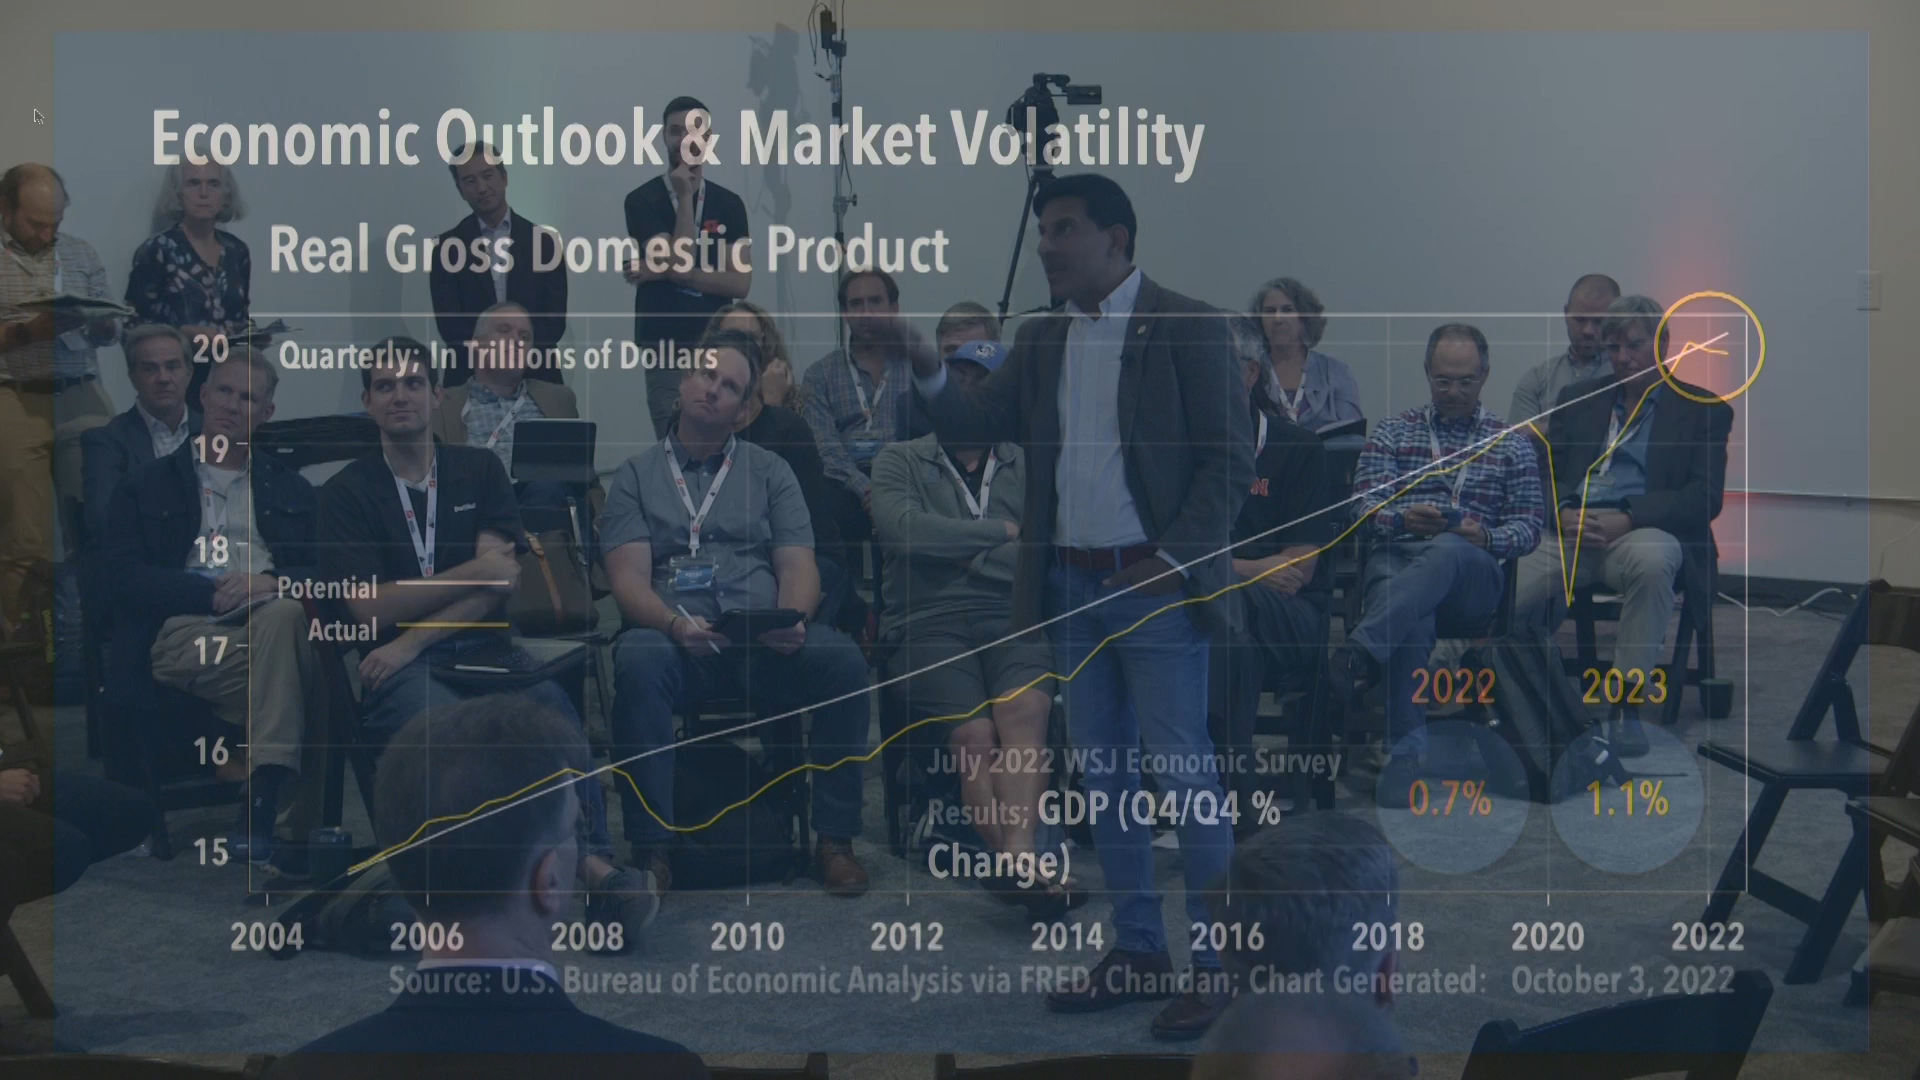 Economic Outlook & Market Volatility
Real Gross Domestic Product
Quarterly; In Trillions of Dollars
20
19
18
17
16
15
Potential
Actual
2022 2023
July 2022 WSJ Economic Survey
Results; GDP (Q4/Q4 %
Change)
0.7% 1.1%
2004 2006 2008 2010 2012 2014 2016 2018 2020 2022
Source: U.S. Bureau of Economic Analysis via FRED, Chandan; Chart Generated: October 3, 2022
N